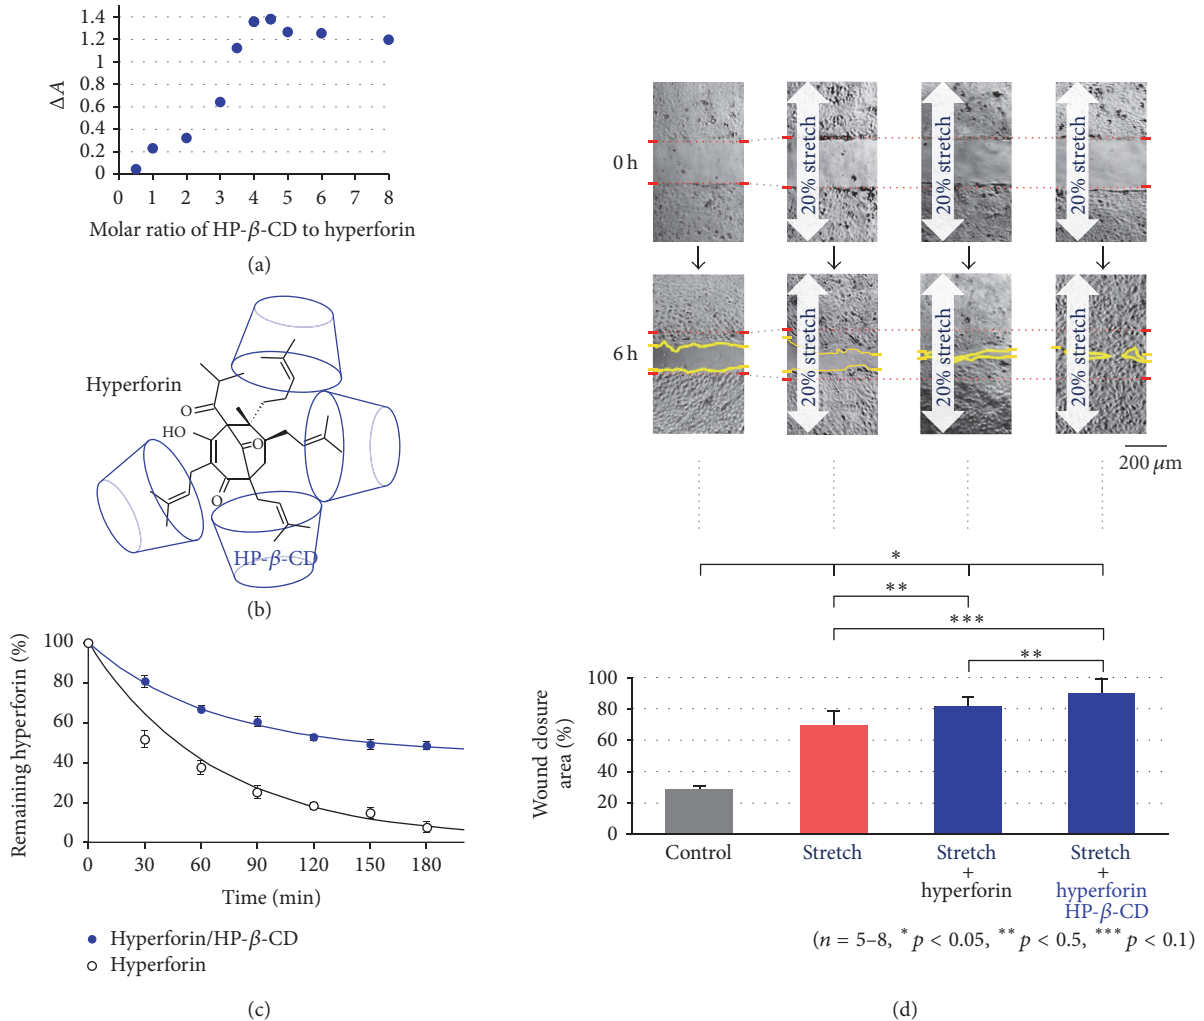 1.4
1.2
1
0.8
0.6
0.4
0.2
0
ΔA
0 1 2 3 4 5 6 7 8
Molar ratio of HP-β-CD to hyperforin
(a)
Hyperforin
O
HO
O
O
HP-β-CD
(b)
Remaining hyperforin (%)
100
80
60
40
20
0
0 30 60 90 120 150 180
Time (min)
Hyperforin/HP-β-CD
Hyperforin
(c)
0 h
20% stretch
20% stretch
20% stretch
6 h
20% stretch
20% stretch
20% stretch
200 μm
*
**
***
**
Wound closure
area (%)
100
80
60
40
20
0
Control
Stretch
Stretch
+
hyperforin
Stretch
+
hyperforin
HP-β-CD
(n = 5–8, *p < 0.05, **p < 0.5, ***p < 0.1)
(d)